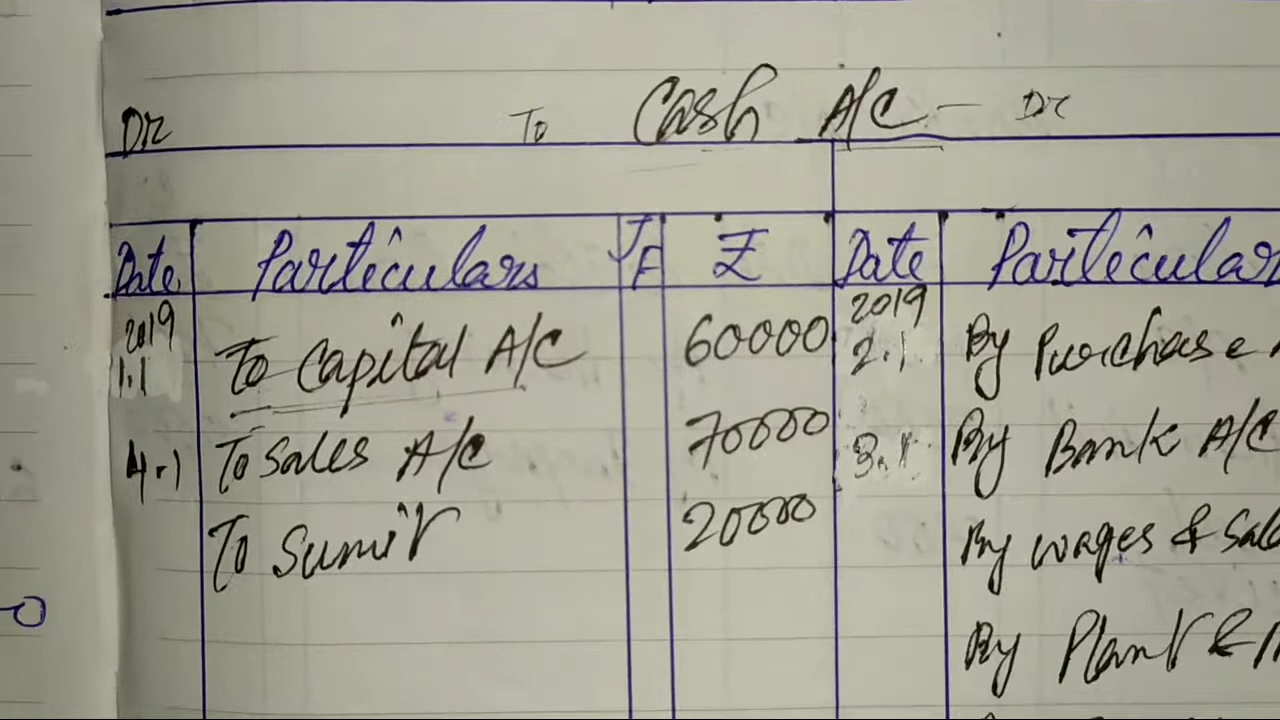 Dr To Cash A/C — Dr
Date Particulars J F ₹ Date Particular
2019 2019
1.1 To Capital A/C 60000 2.1 By Purchase
4.1 To Sales A/C 70000 3.1 By Bank A/C
To Sumit 20000 By wages & Sal
By Plant &